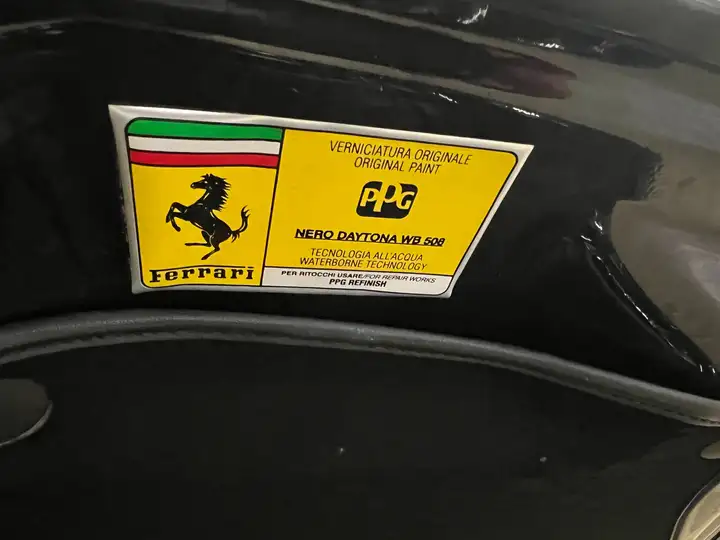 Ferrari
VERNICIATURA ORIGINALE
ORIGINAL PAINT
PPG
NERO DAYTONA WB 508
TECNOLOGIA ALL'ACQUA
WATERBORNE TECHNOLOGY
PER RITOCCHI USARE/FOR REPAIR WORKS
PPG REFINISH